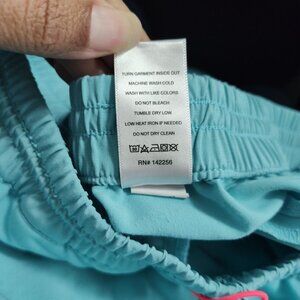 TURN GARMENT INSIDE OUT
MACHINE WASH COLD
WASH WITH LIKE COLORS
DO NOT BLEACH
TUMBLE DRY LOW
LOW HEAT IRON IF NEEDED
DO NOT DRY CLEAN
RN# 142256